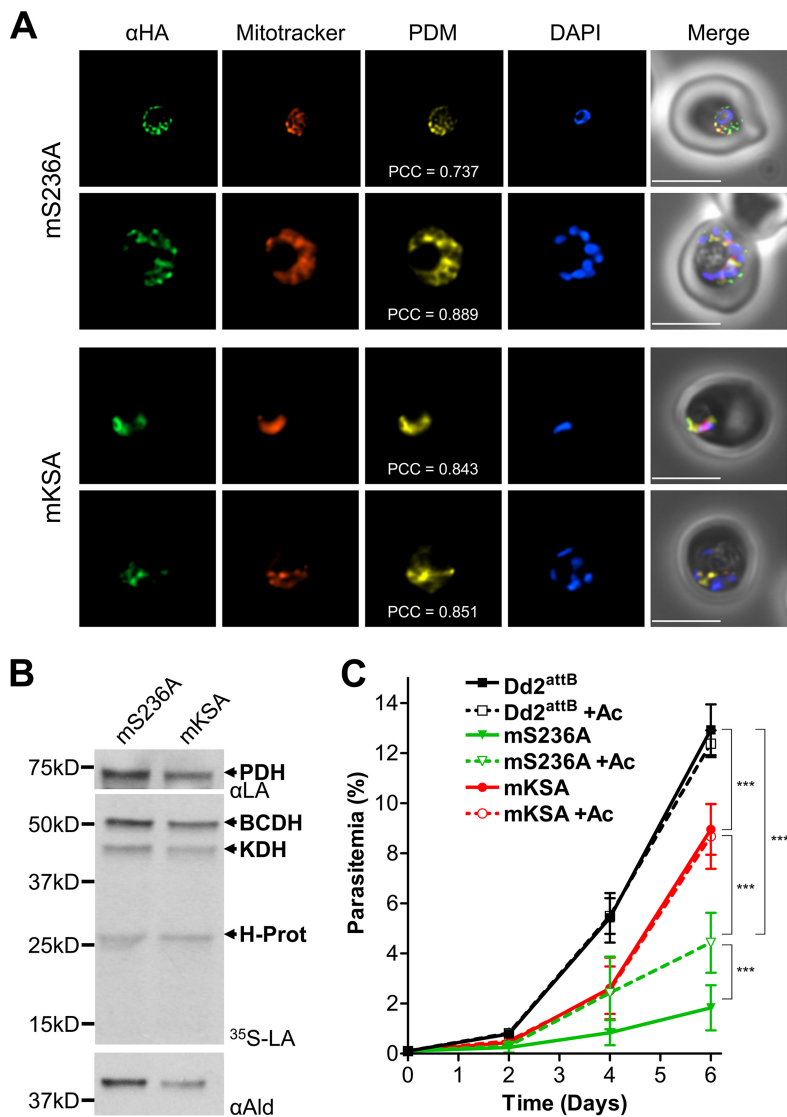 A
αHA Mitotracker PDM DAPI Merge
mS236A
PCC = 0.737
PCC = 0.889
mKSA
PCC = 0.843
PCC = 0.851
B
mS236A mKSA
75kD
PDH
αLA
50kD
BCDH
KDH
37kD
H-Prot
25kD
15kD
³⁵S-LA
37kD
αAld
C
Dd2ᵃᵗᵗᴮ
Dd2ᵃᵗᵗᴮ +Ac
mS236A
mS236A +Ac
mKSA
mKSA +Ac
Parasitemia (%)
14
12
10
8
6
4
2
0
0 1 2 3 4 5 6
Time (Days)
***
***
***
***